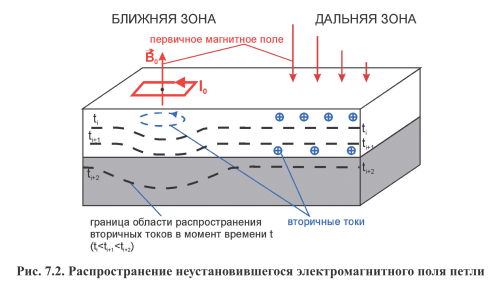 БЛИЖНЯЯ ЗОНА
ДАЛЬНЯЯ ЗОНА
первичное магнитное поле
B₀
I₀
tᵢ
tᵢ
tᵢ₊₁
tᵢ₊₁
tᵢ₊₂
tᵢ₊₂
граница области распространения
вторичных токов в момент времени t
(tᵢ<tᵢ₊₁<tᵢ₊₂)
вторичные токи
Рис. 7.2. Распространение неустановившегося электромагнитного поля петли